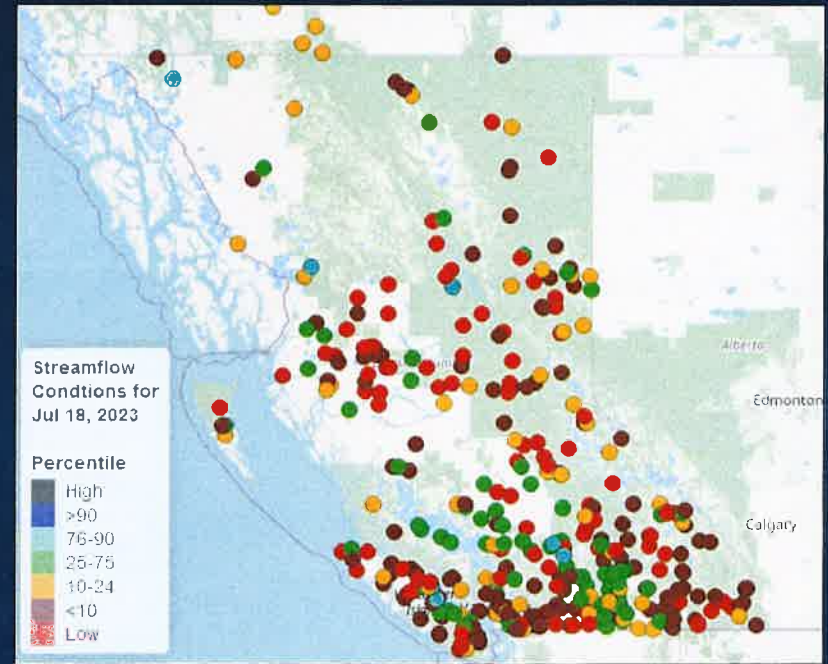 Streamflow
Condtions for
Jul 18, 2023
Percentile
High
>90
76-90
25-75
10-24
<10
Low
Alberta
Edmonton
Calgary